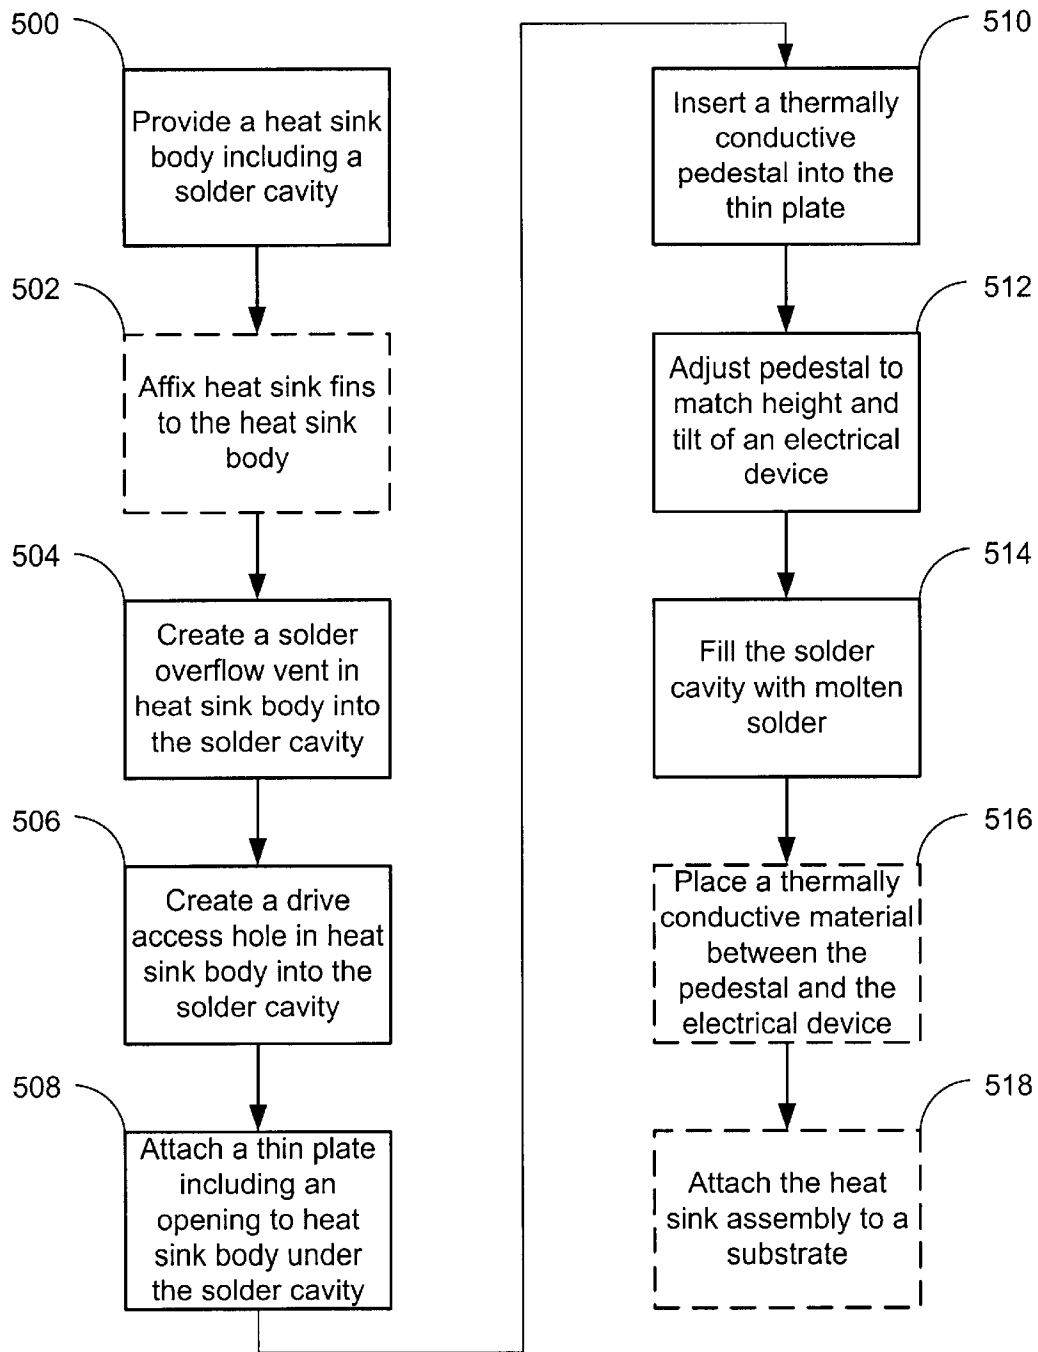 500
Provide a heat sink
body including a
solder cavity
502
Affix heat sink fins
to the heat sink
body
504
Create a solder
overflow vent in
heat sink body into
the solder cavity
506
Create a drive
access hole in heat
sink body into the
solder cavity
508
Attach a thin plate
including an
opening to heat
sink body under
the solder cavity
510
Insert a thermally
conductive
pedestal into the
thin plate
512
Adjust pedestal to
match height and
tilt of an electrical
device
514
Fill the solder
cavity with molten
solder
516
Place a thermally
conductive material
between the
pedestal and the
electrical device
518
Attach the heat
sink assembly to a
substrate